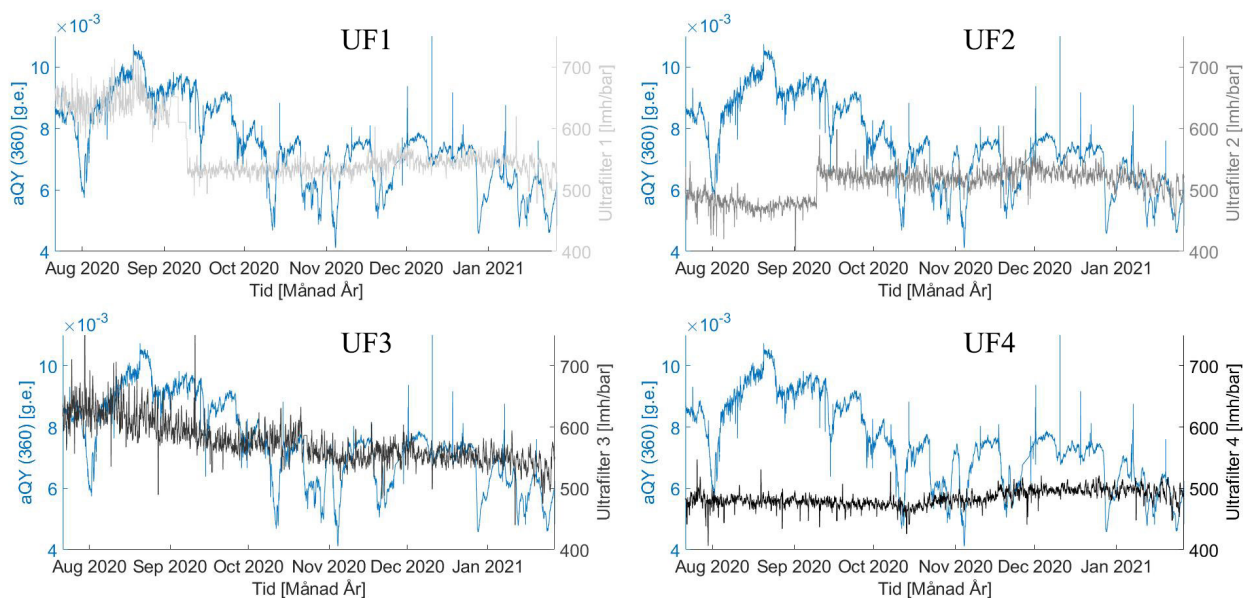 UF1
×10⁻³
10
8
6
4
aQY (360) [g.e.]
700
600
500
400
Ultrafilter 1 [lmh/bar]
Aug 2020 Sep 2020 Oct 2020 Nov 2020 Dec 2020 Jan 2021
Tid [Månad År]
UF2
×10⁻³
10
8
6
4
aQY (360) [g.e.]
700
600
500
400
Ultrafilter 2 [lmh/bar]
Aug 2020 Sep 2020 Oct 2020 Nov 2020 Dec 2020 Jan 2021
Tid [Månad År]
UF3
×10⁻³
10
8
6
4
aQY (360) [g.e.]
700
600
500
400
Ultrafilter 3 [lmh/bar]
Aug 2020 Sep 2020 Oct 2020 Nov 2020 Dec 2020 Jan 2021
Tid [Månad År]
UF4
×10⁻³
10
8
6
4
aQY (360) [g.e.]
700
600
500
400
Ultrafilter 4 [lmh/bar]
Aug 2020 Sep 2020 Oct 2020 Nov 2020 Dec 2020 Jan 2021
Tid [Månad År]